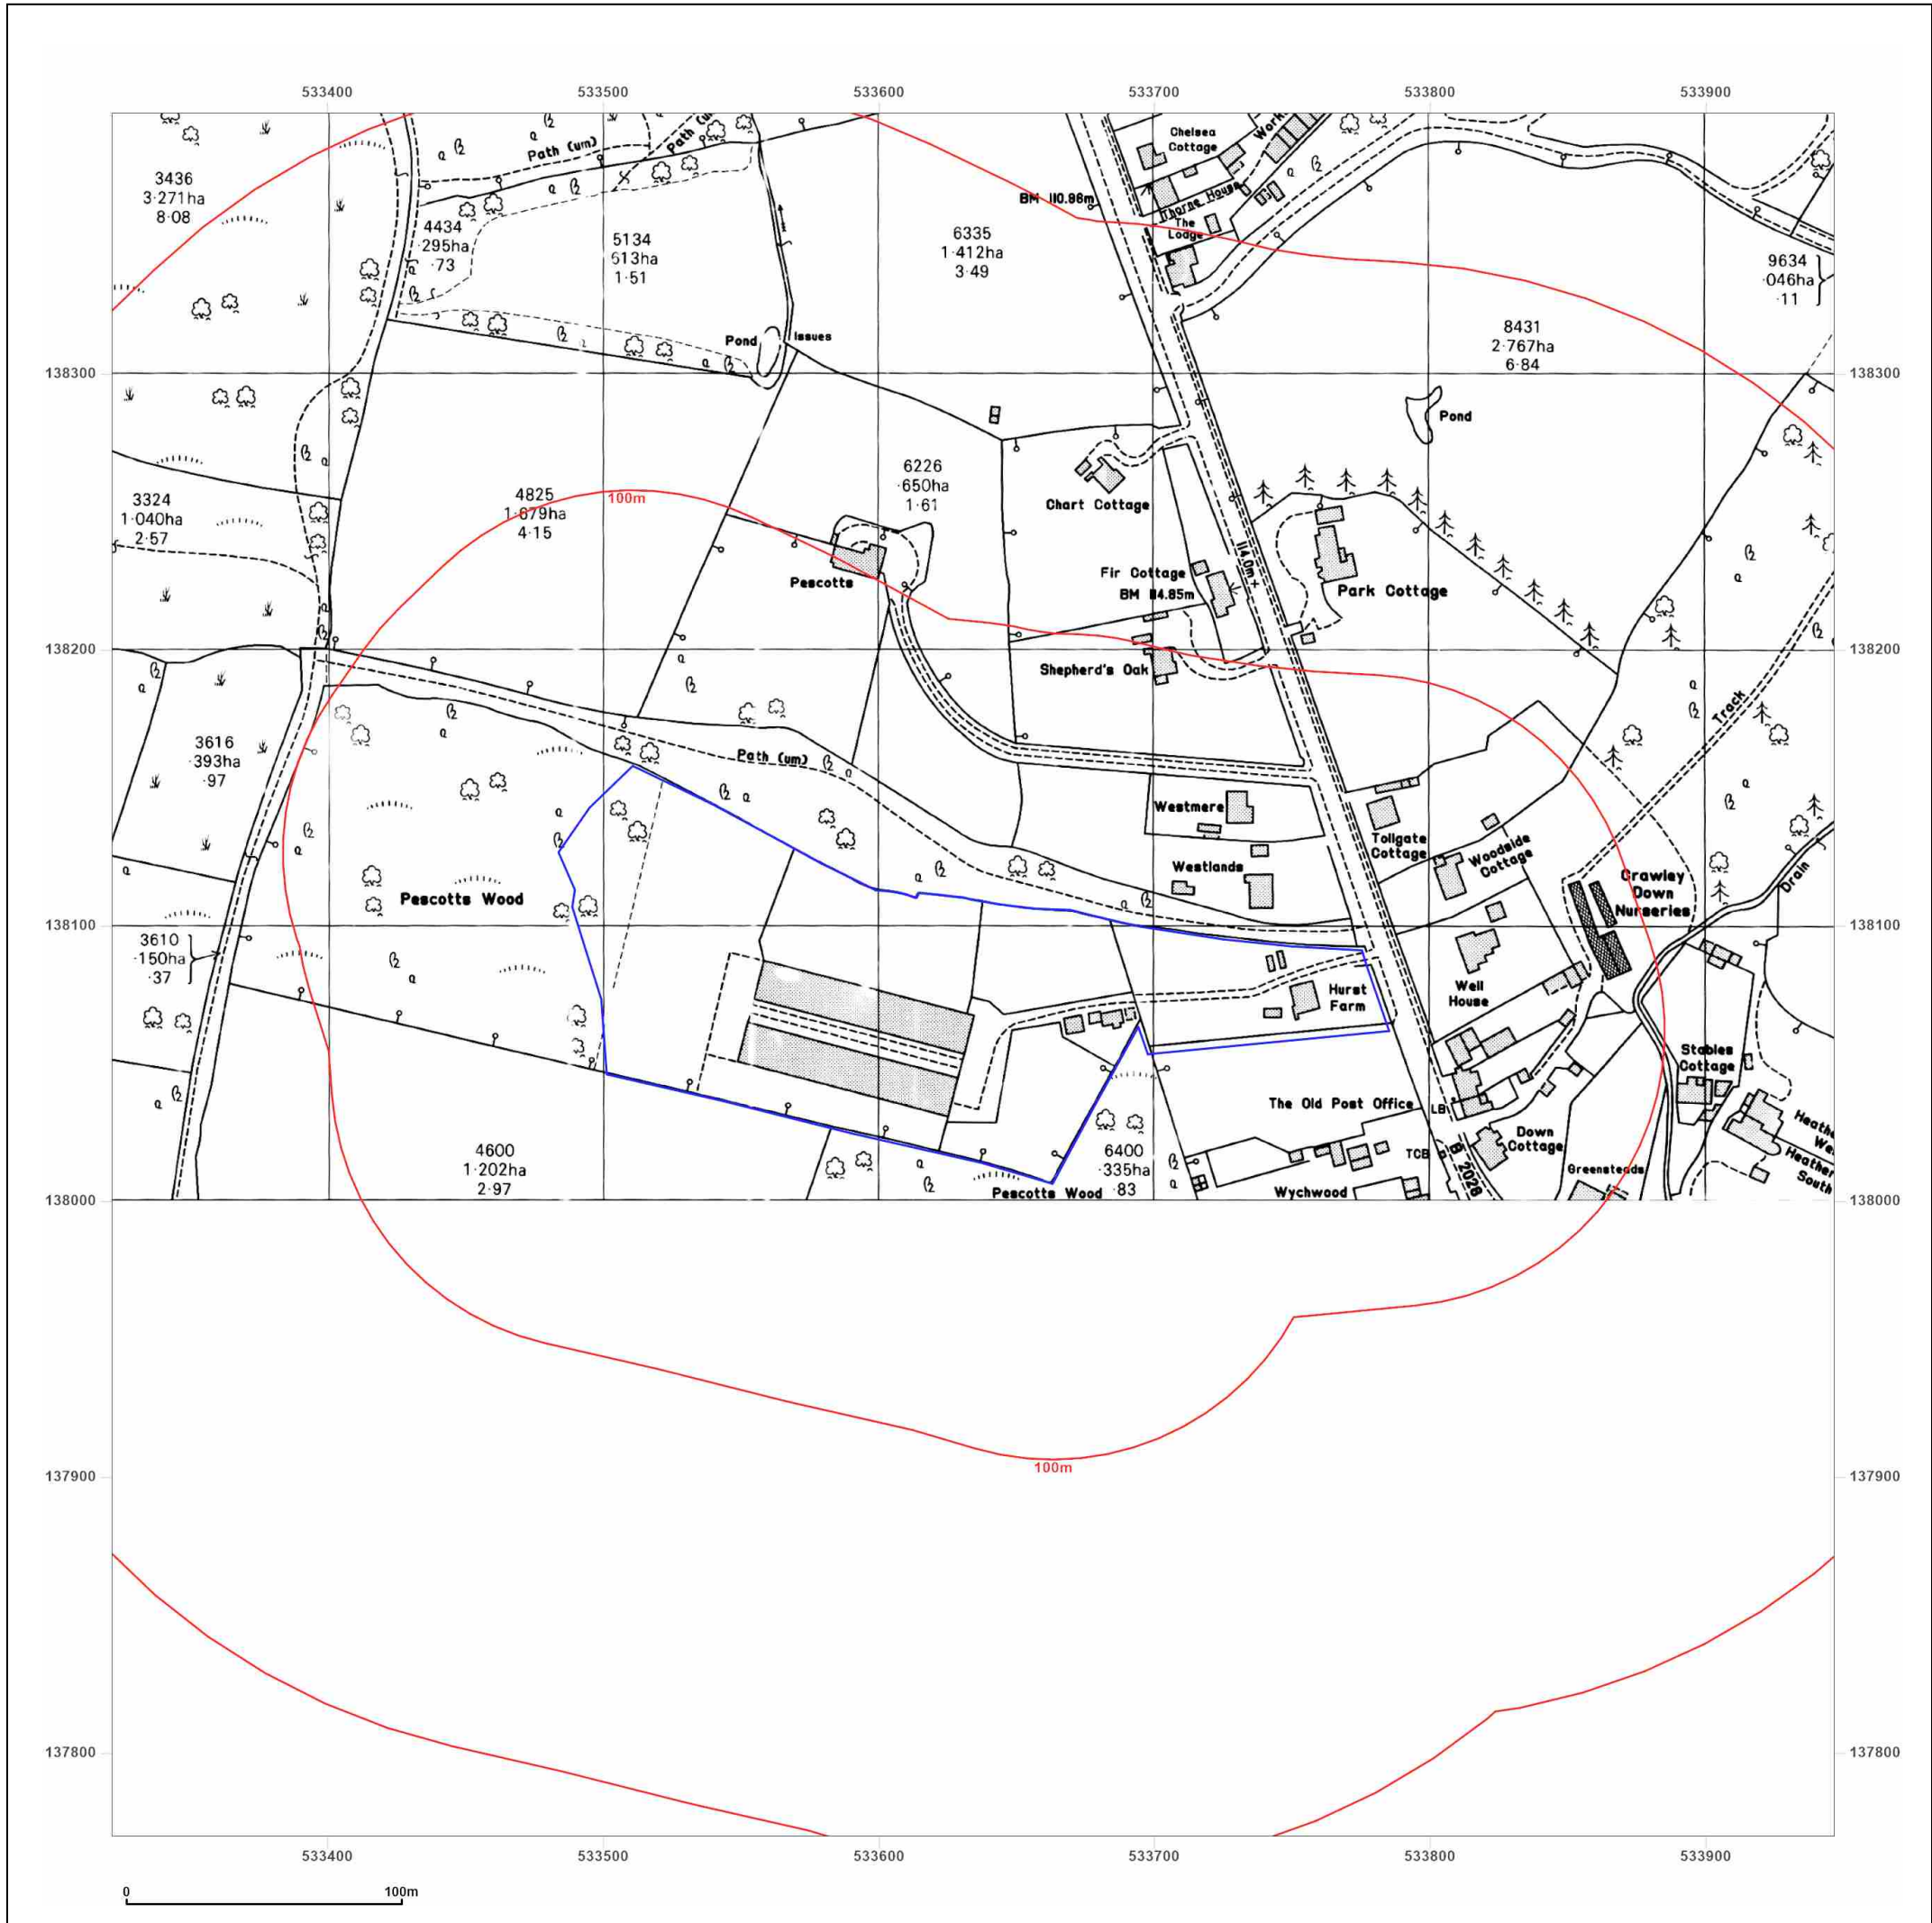 533400
533500
533600
533700
533800
533900
Chelsea
Cottage
Path (um)
3436
3·271ha
8·08
BM 110.86m
Thorne House
The
Lodge
4434
·295ha
·73
5134
·613ha
1·51
6335
1·412ha
3·49
9634
·046ha
·11
8431
2·767ha
6·84
Pond
Issues
138300
138300
Pond
6226
·650ha
1·61
3324
1·040ha
2·57
4825
1·679ha
4·15
100m
Chart Cottage
114.0m +
Pescotts
Fir Cottage
BM 114.85m
Park Cottage
138200
138200
Shepherd's Oak
Track
3616
·393ha
·97
Path (um)
Westmere
Tollgate
Cottage
Woodside
Cottage
Westlands
Crawley
Down
Nurseries
Drain
Pescotts Wood
138100
138100
3610
·150ha
·37
Well
House
Hurst
Farm
Stables
Cottage
The Old Post Office
LB
Down
Cottage
TCB
B 2028
Greensteads
Heather
South
4600
1·202ha
2·97
6400
·335ha
·83
Pescotts Wood
Wychwood
138000
138000
137900
100m
137900
137800
137800
533400
533500
533600
533700
533800
533900
0
100m